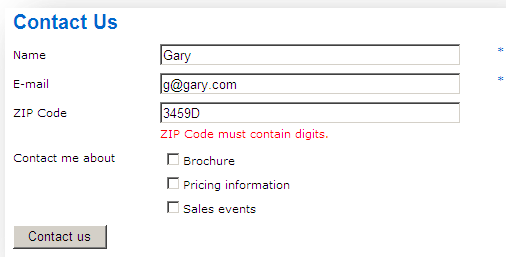 Contact Us
Name Gary *
E-mail g@gary.com *
ZIP Code 3459D
ZIP Code must contain digits.
Contact me about Brochure
Pricing information
Sales events
Contact us